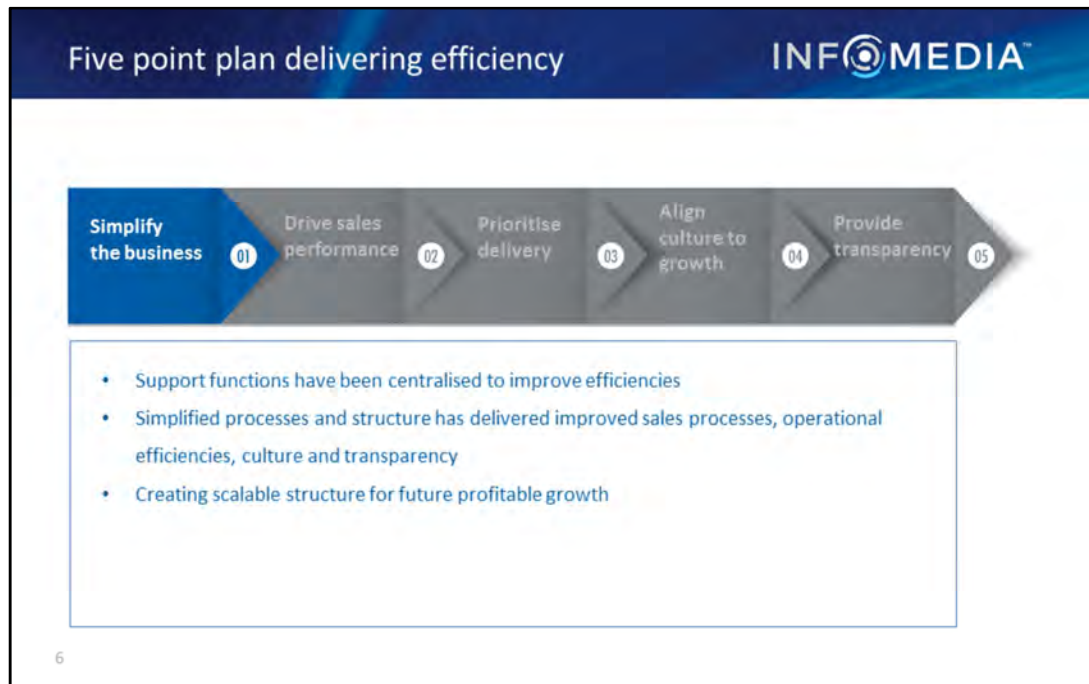 Five point plan delivering efficiency
INFOMEDIA™
Simplify
the business
01
Drive sales
performance
02
Prioritise
delivery
03
Align
culture to
growth
04
Provide
transparency
05
• Support functions have been centralised to improve efficiencies
• Simplified processes and structure has delivered improved sales processes, operational
efficiencies, culture and transparency
• Creating scalable structure for future profitable growth
6